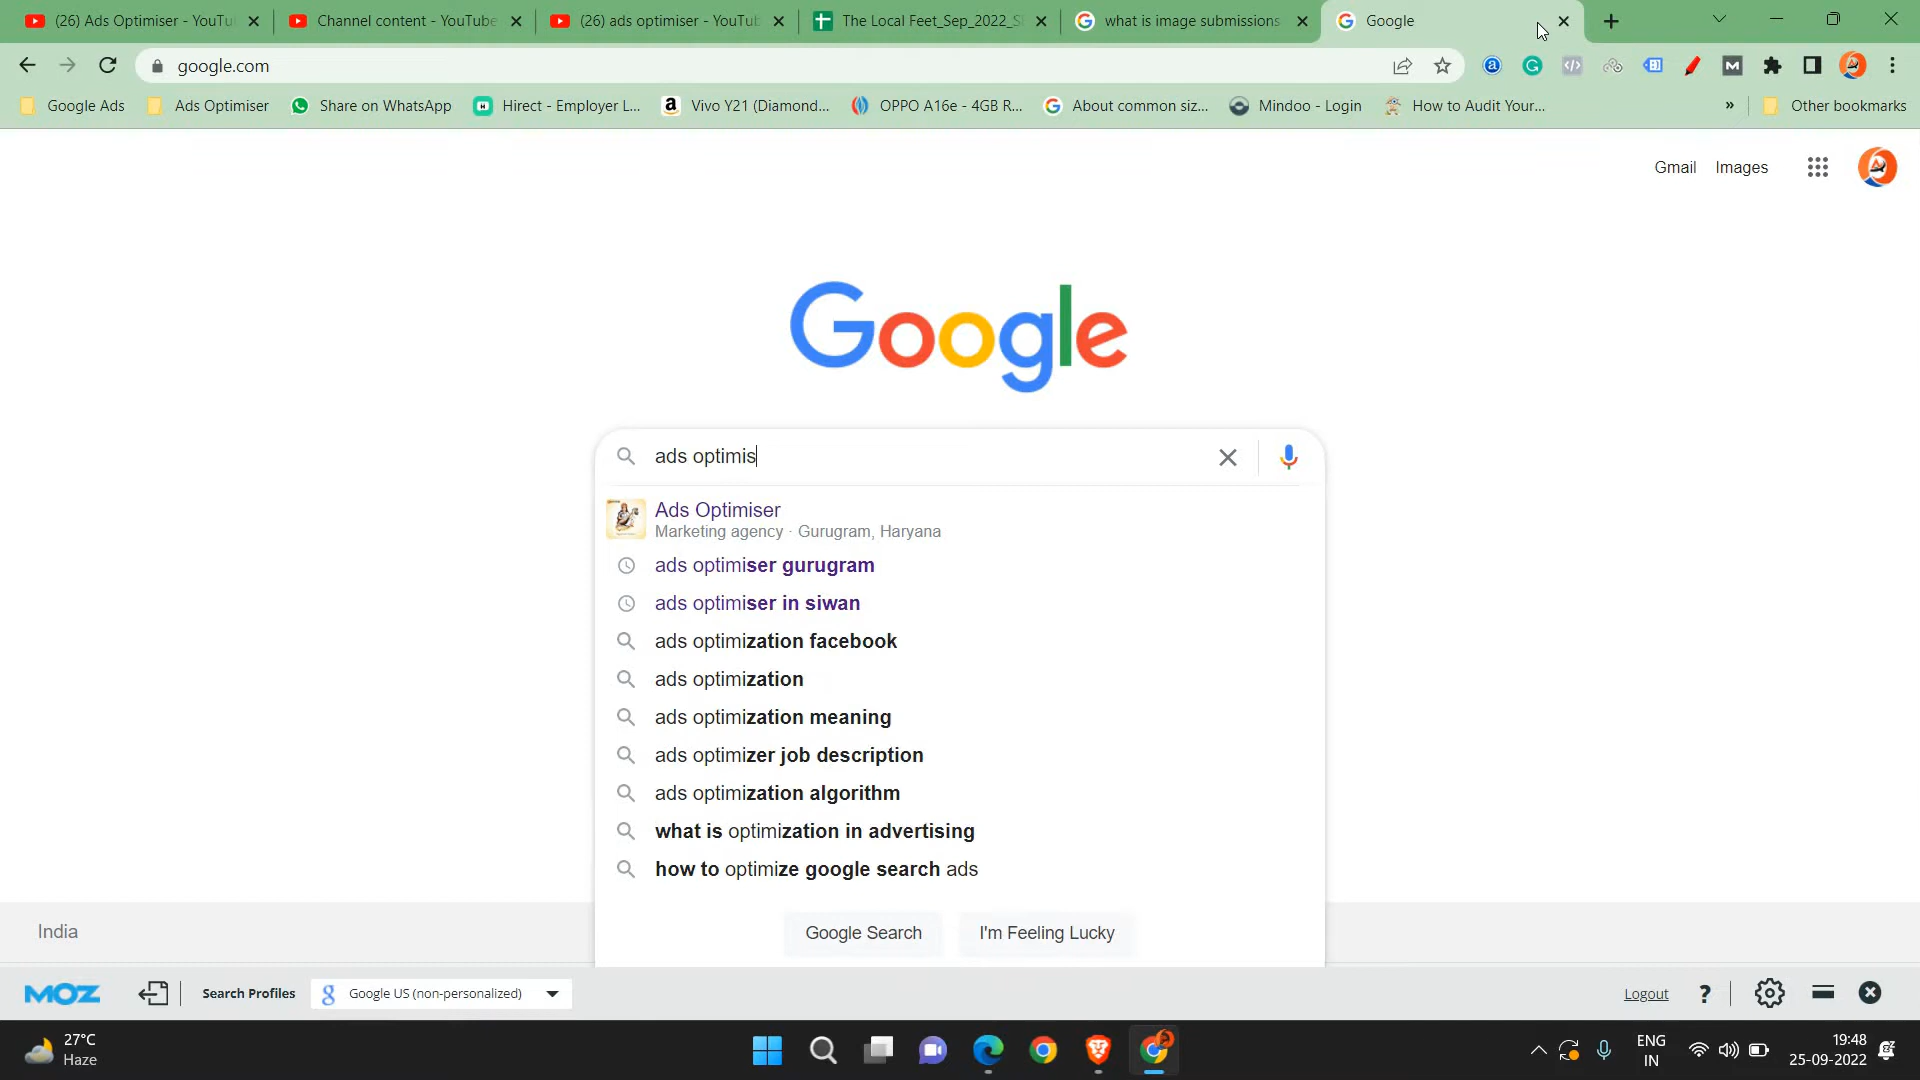 (26) Ads Optimiser - YouTu
Channel content - YouTube
(26) ads optimiser - YouTub
The Local Feet_Sep_2022_S
what is image submissions
Google
google.com
Google Ads
Ads Optimiser
Share on WhatsApp
Hirect - Employer L...
Vivo Y21 (Diamond...
OPPO A16e - 4GB R...
About common siz...
Mindoo - Login
How to Audit Your...
»
Other bookmarks
Gmail
Images
Google
ads optimis
Ads Optimiser
Marketing agency · Gurugram, Haryana
ads optimiser gurugram
ads optimiser in siwan
ads optimization facebook
ads optimization
ads optimization meaning
ads optimizer job description
ads optimization algorithm
what is optimization in advertising
how to optimize google search ads
Google Search
I'm Feeling Lucky
India
MOZ
Search Profiles
Google US (non-personalized)
Logout
?
27°C
Haze
ENG
IN
19:48
25-09-2022